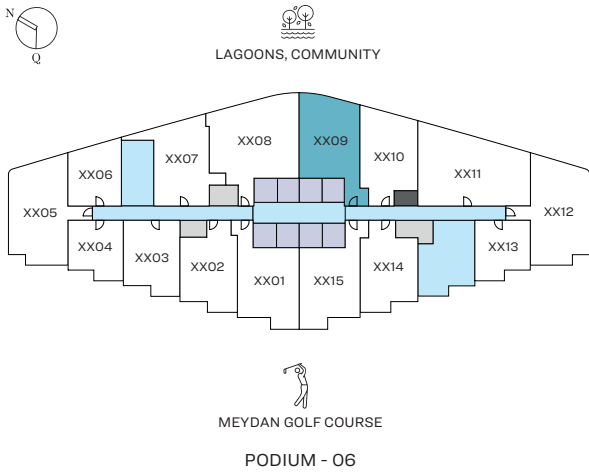 N
Q
LAGOONS, COMMUNITY
XX08
XX09
XX07
XX10
XX06
XX11
XX05
XX12
XX04
XX03
XX02
XX01
XX15
XX14
XX13
MEYDAN GOLF COURSE
PODIUM - 06